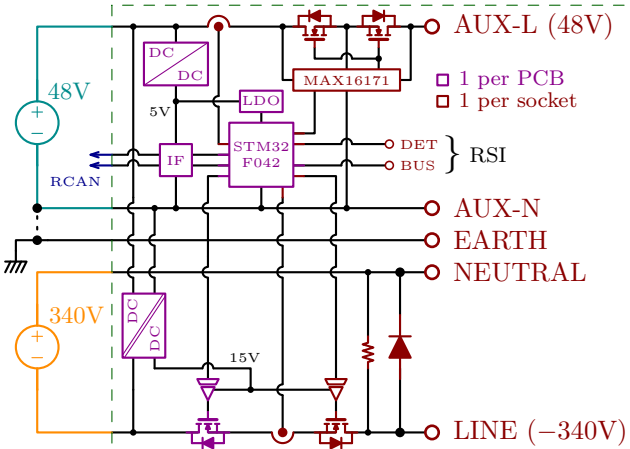 AUX-L (48V)
DC
DC
MAX16171
1 per PCB
1 per socket
48V
+
−
5V
LDO
STM32
F042
DET
BUS
} RSI
IF
RCAN
AUX-N
EARTH
NEUTRAL
340V
+
−
DC
DC
15V
LINE (−340V)